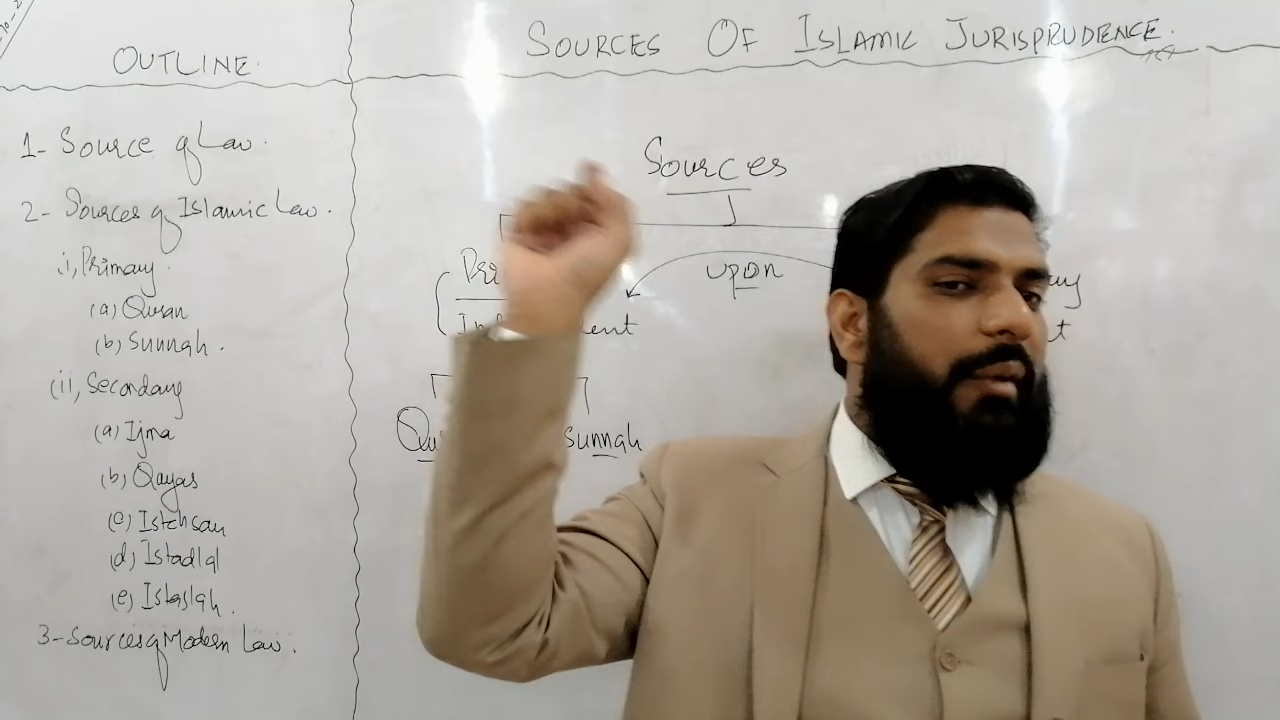 OUTLINE.
1- Source of Law.
2- Sources of Islamic Law.
i, Primary.
(a) Quran
(b) Sunnah.
(ii, Secondary
(a) Ijma
(b) Qayas
(c) Istehsan
(d) Istadlal
(e) Istaslah.
3- Sources of Modern Law.
SOURCES OF ISLAMIC JURISPRUDENCE.
Sources
upon
Sunnah